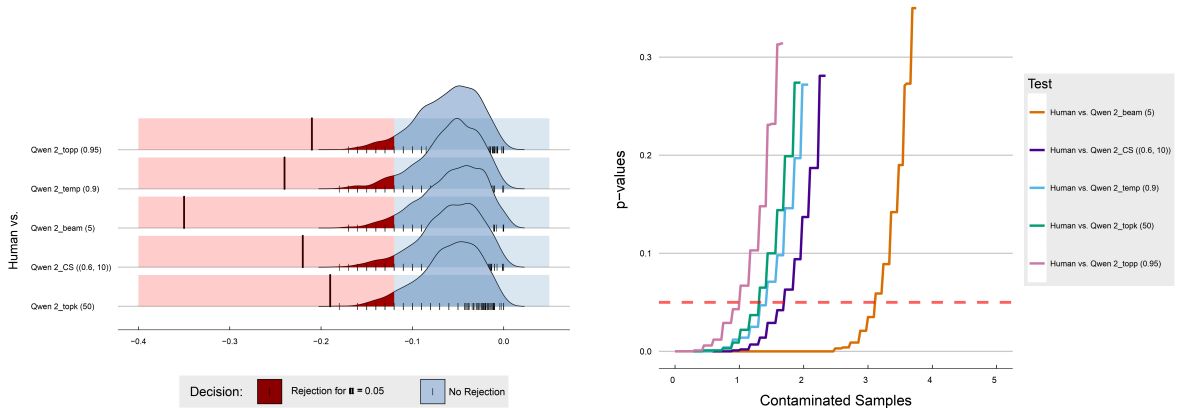 Human vs.
Qwen 2_topp (0.95)
Qwen 2_temp (0.9)
Qwen 2_beam (5)
Qwen 2_CS ((0.6, 10))
Qwen 2_topk (50)
−0.4 −0.3 −0.2 −0.1 0.0
Decision: Rejection for = 0.05 No Rejection
p−values
0.3
0.2
0.1
0.0
0 1 2 3 4 5
Contaminated Samples
Test
Human vs. Qwen 2_beam (5)
Human vs. Qwen 2_CS ((0.6, 10))
Human vs. Qwen 2_temp (0.9)
Human vs. Qwen 2_topk (50)
Human vs. Qwen 2_topp (0.95)